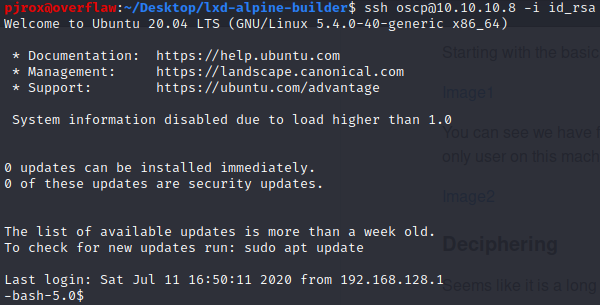 pjrox@overflaw:~/Desktop/lxd-alpine-builder$ ssh oscp@10.10.10.8 -i id_rsa
Welcome to Ubuntu 20.04 LTS (GNU/Linux 5.4.0-40-generic x86_64)
* Documentation: https://help.ubuntu.com
* Management: https://landscape.canonical.com
* Support: https://ubuntu.com/advantage
Starting with the basic
System information disabled due to load higher than 1.0
Image1
You can see we have
only user on this mach
0 updates can be installed immediately.
0 of these updates are security updates.
Image2
The list of available updates is more than a week old.
To check for new updates run: sudo apt update
Deciphering
Last login: Sat Jul 11 16:50:11 2020 from 192.168.128.1
Seems like it is a long
-bash-5.0$